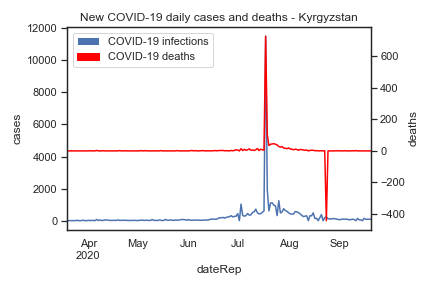 New COVID-19 daily cases and deaths - Kyrgyzstan
COVID-19 infections
COVID-19 deaths
12000
10000
8000
6000
4000
2000
0
cases
600
400
200
0
−200
−400
deaths
Apr
2020
May
Jun
Jul
Aug
Sep
dateRep